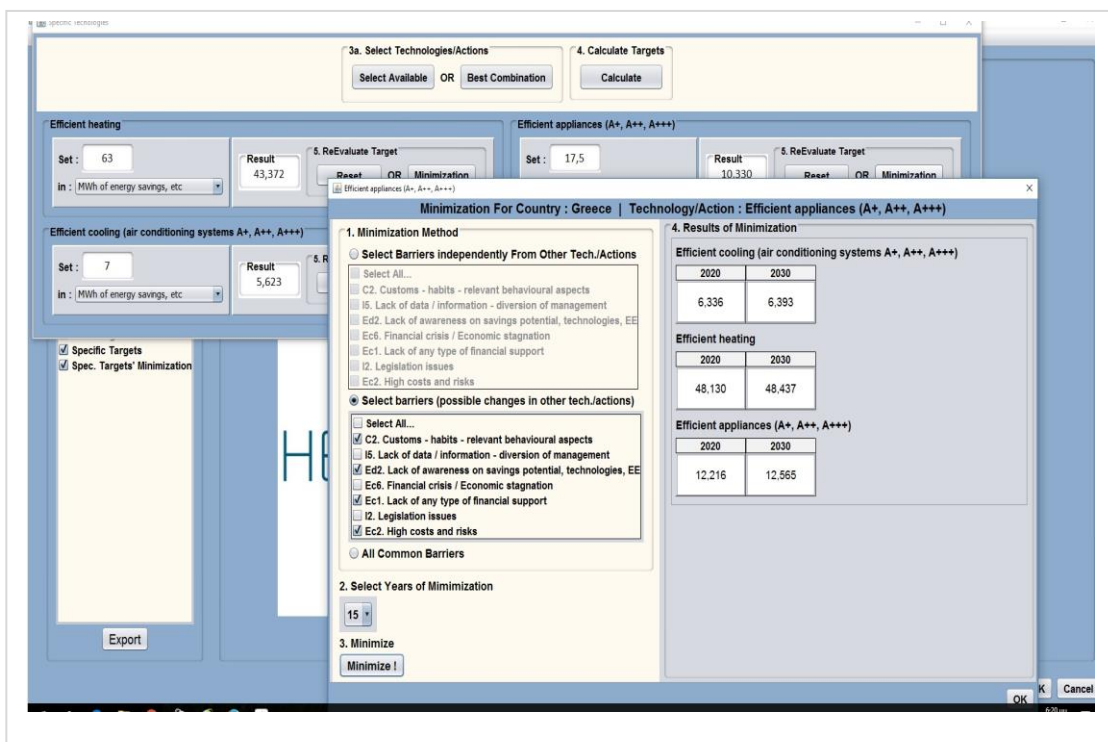 Specific Technologies
3a. Select Technologies/Actions
4. Calculate Targets
Select Available OR Best Combination
Calculate
Efficient heating
Efficient appliances (A+, A++, A+++)
Set : 63
Result
43,372
5. ReEvaluate Target
Reset OR Minimization
in : MWh of energy savings, etc
Set : 17,5
Result
10,330
5. ReEvaluate Target
Reset OR Minimization
Efficient cooling (air conditioning systems A+, A++, A+++)
Set : 7
Result
5,623
5. R
in : MWh of energy savings, etc
Specific Targets
Spec. Targets' Minimization
HE
Export
Efficient appliances (A+, A++, A+++)
Minimization For Country : Greece | Technology/Action : Efficient appliances (A+, A++, A+++)
1. Minimization Method
Select Barriers independently From Other Tech./Actions
Select All...
C2. Customs - habits - relevant behavioural aspects
I5. Lack of data / information - diversion of management
Ed2. Lack of awareness on savings potential, technologies, EE
Ec6. Financial crisis / Economic stagnation
Ec1. Lack of any type of financial support
I2. Legislation issues
Ec2. High costs and risks
Select barriers (possible changes in other tech./actions)
Select All...
C2. Customs - habits - relevant behavioural aspects
I5. Lack of data / information - diversion of management
Ed2. Lack of awareness on savings potential, technologies, EE
Ec6. Financial crisis / Economic stagnation
Ec1. Lack of any type of financial support
I2. Legislation issues
Ec2. High costs and risks
All Common Barriers
2. Select Years of Mimimization
15
3. Minimize
Minimize !
4. Results of Minimization
Efficient cooling (air conditioning systems A+, A++, A+++)
2020 2030
6,336 6,393
Efficient heating
2020 2030
48,130 48,437
Efficient appliances (A+, A++, A+++)
2020 2030
12,216 12,565
OK
K Cancel